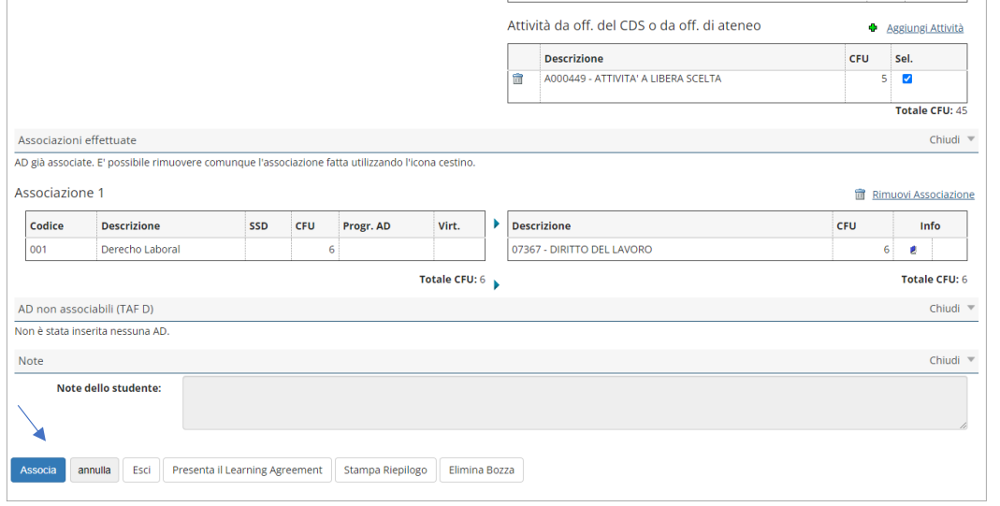 Attività da off. del CDS o da off. di ateneo Aggiungi Attività
Descrizione CFU Sel.
A000449 - ATTIVITA' A LIBERA SCELTA 5
Totale CFU: 45
Associazioni effettuate Chiudi
AD già associate. E' possibile rimuovere comunque l'associazione fatta utilizzando l'icona cestino.
Associazione 1 Rimuovi Associazione
Codice Descrizione SSD CFU Progr. AD Virt. Descrizione CFU Info
001 Derecho Laboral 6 07367 - DIRITTO DEL LAVORO 6
Totale CFU: 6 Totale CFU: 6
AD non associabili (TAF D) Chiudi
Non è stata inserita nessuna AD.
Note Chiudi
Note dello studente:
Associa annulla Esci Presenta il Learning Agreement Stampa Riepilogo Elimina Bozza